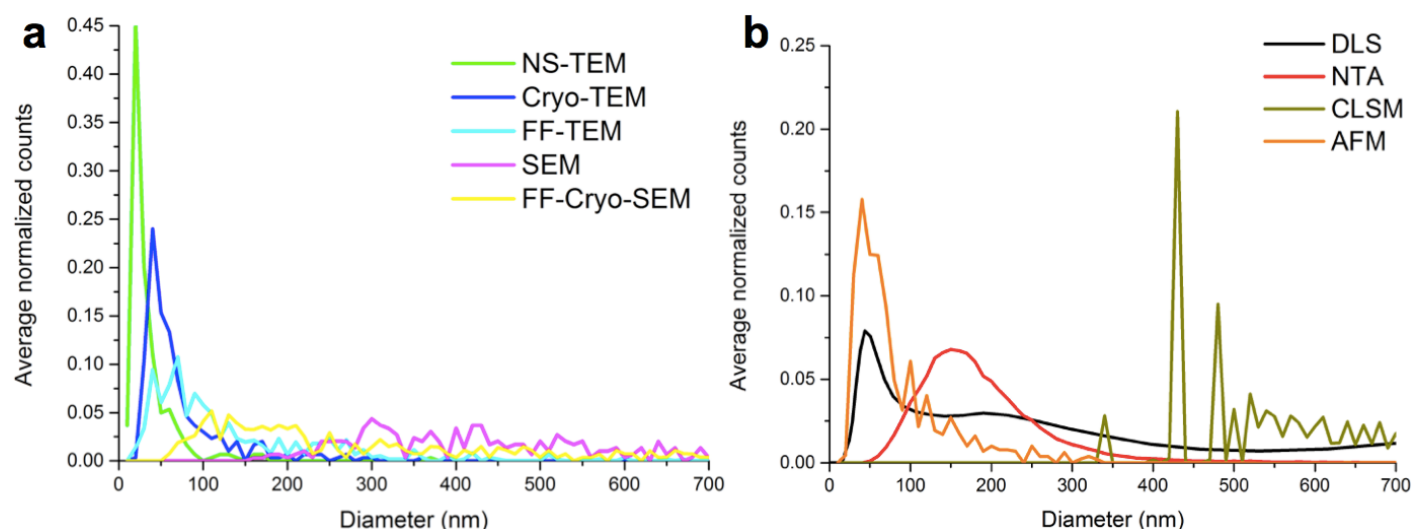 a
0.45
0.40
0.35
0.30
0.25
0.20
0.15
0.10
0.05
0.00
Average normalized counts
NS-TEM
Cryo-TEM
FF-TEM
SEM
FF-Cryo-SEM
0 100 200 300 400 500 600 700
Diameter (nm)
b
0.25
0.20
0.15
0.10
0.05
0.00
Average normalized counts
DLS
NTA
CLSM
AFM
0 100 200 300 400 500 600 700
Diameter (nm)